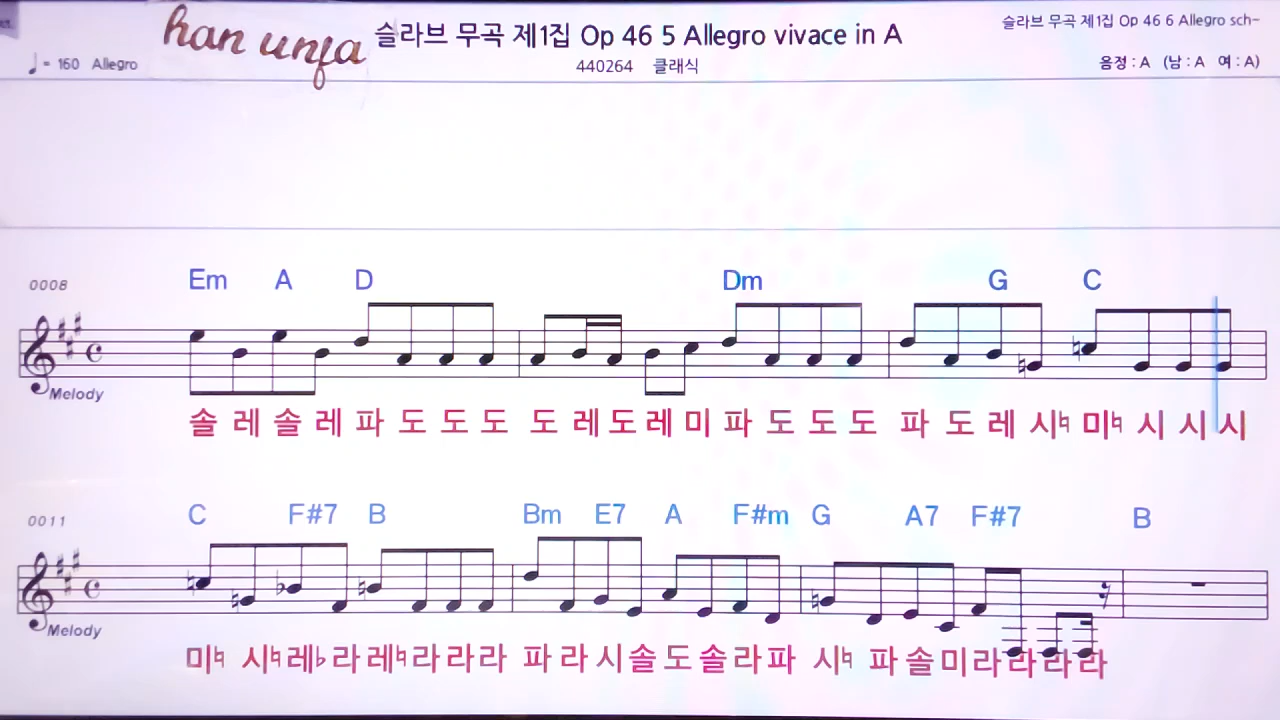 han unfa
슬라브 무곡 제1집 Op 46 5 Allegro vivace in A
슬라브 무곡 제1집 Op 46 6 Allegro sch-
♩= 160 Allegro
440264 클래식
음정 : A (남 : A 여 : A)
0008 Em A D Dm G C
Melody
솔 레 솔 레 파 도 도 도 도 레 도 레 미 파 도 도 도 파 도 레 시♮ 미♮ 시 시 시
0011 C F#7 B Bm E7 A F#m G A7 F#7 B
Melody
미♮ 시♮ 레♭ 라 레♮ 라 라 라 파 라 시 솔 도 솔 라 파 시♮ 파 솔 미 라 라 라 라